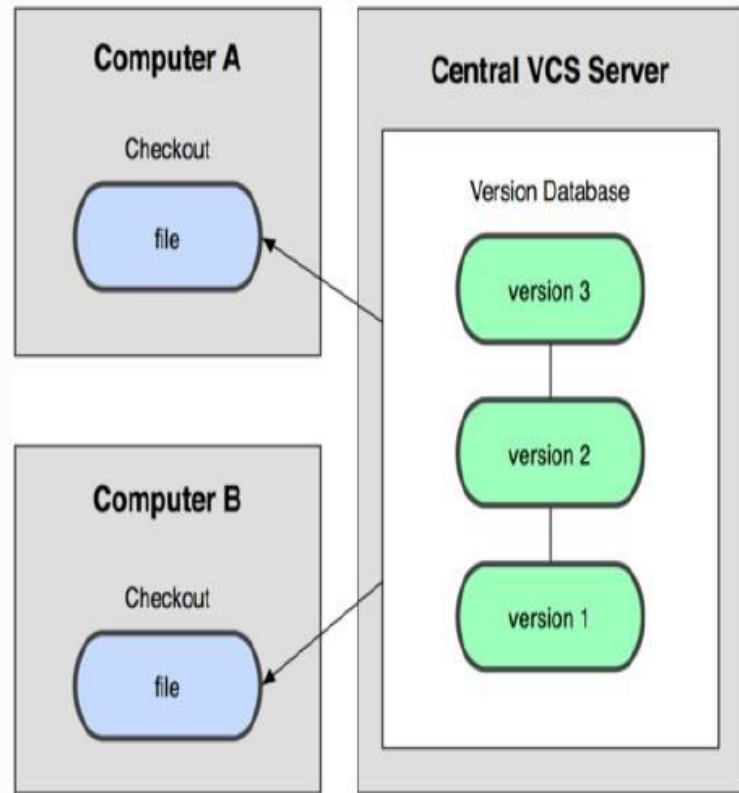 Computer A
Checkout
file
Computer B
Checkout
file
Central VCS Server
Version Database
version 3
version 2
version 1